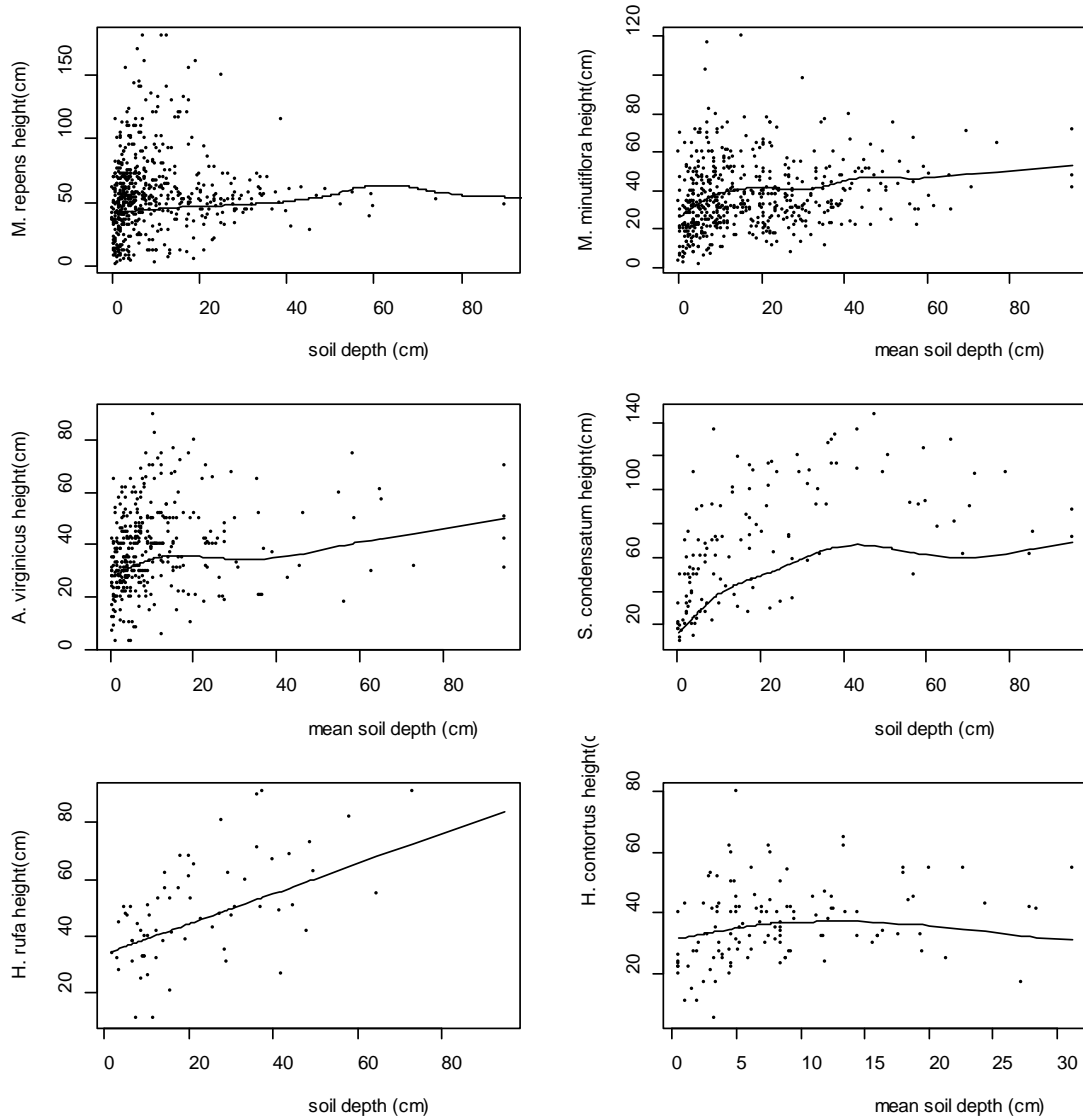 M. repens height(cm)
0 50 100 150
0 20 40 60 80
soil depth (cm)
M. minutiflora height(cm)
0 20 40 60 80 120
0 20 40 60 80
mean soil depth (cm)
A. virginicus height(cm)
0 20 40 60 80
0 20 40 60 80
mean soil depth (cm)
S. condensatum height(cm)
20 60 100 140
0 20 40 60 80
soil depth (cm)
H. rufa height(cm)
20 40 60 80
0 20 40 60 80
soil depth (cm)
H. contortus height(c
20 40 60 80
0 5 10 15 20 25 30
mean soil depth (cm)